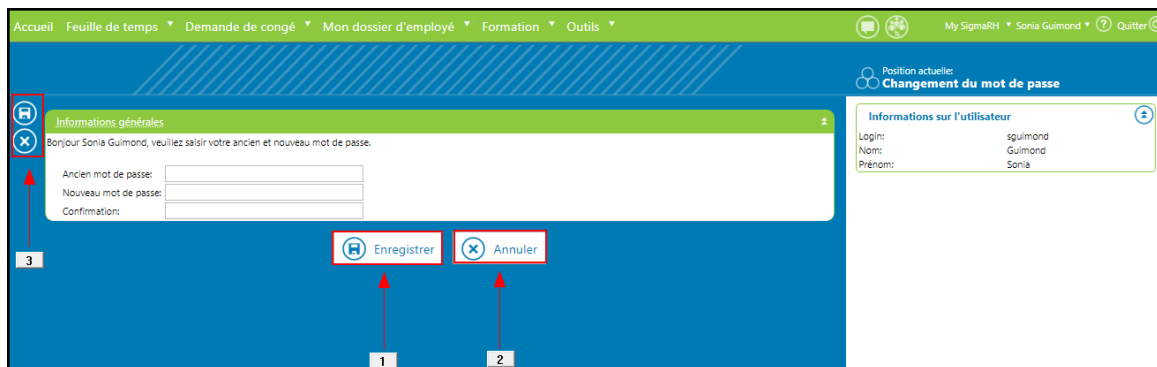 Accueil Feuille de temps Demande de congé Mon dossier d'employé Formation Outils My SigmaRH Sonia Guimond ? Quitter
Position actuelle:
Changement du mot de passe
Informations générales
Bonjour Sonia Guimond, veuillez saisir votre ancien et nouveau mot de passe.
Ancien mot de passe:
Nouveau mot de passe:
Confirmation:
Enregistrer Annuler
3
1 2
Informations sur l'utilisateur
Login: sguimond
Nom: Guimond
Prénom: Sonia